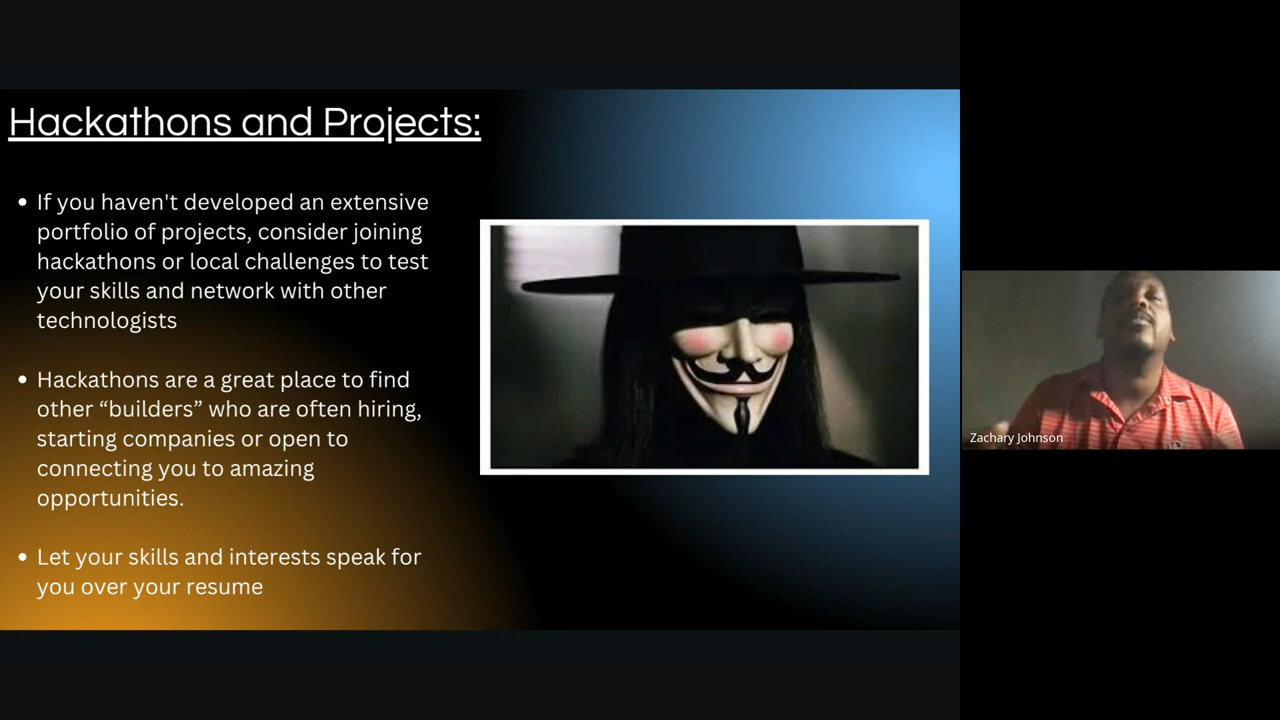 Hackathons and Projects:
If you haven't developed an extensive
portfolio of projects, consider joining
hackathons or local challenges to test
your skills and network with other
technologists
Hackathons are a great place to find
other “builders” who are often hiring,
starting companies or open to
connecting you to amazing
opportunities.
Let your skills and interests speak for
you over your resume
Zachary Johnson